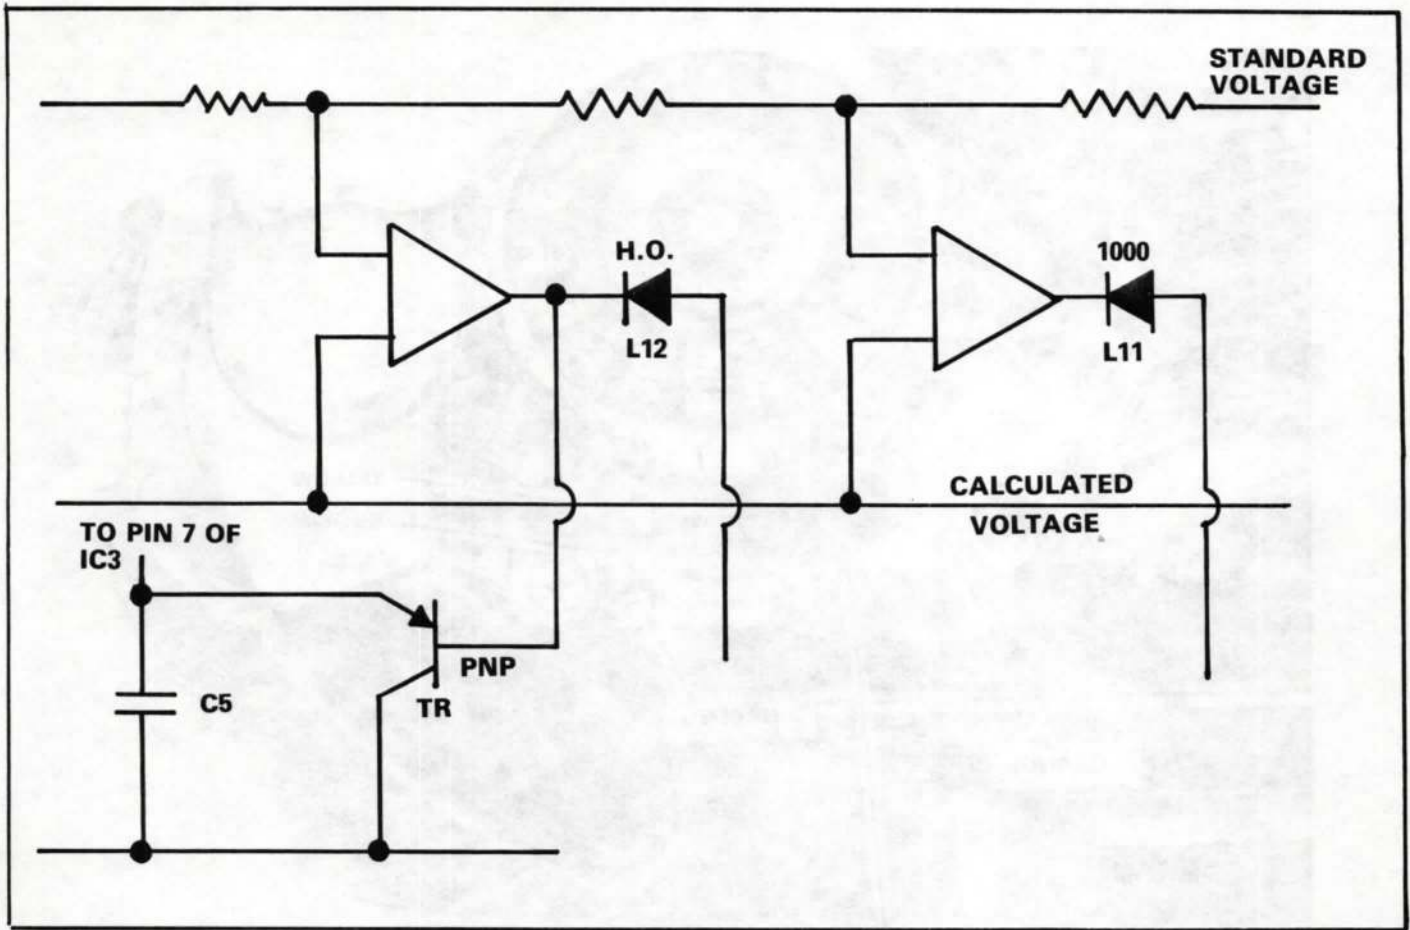 STANDARD
VOLTAGE
H.O.
1000
L12
L11
CALCULATED
VOLTAGE
TO PIN 7 OF
IC3
PNP
C5
TR